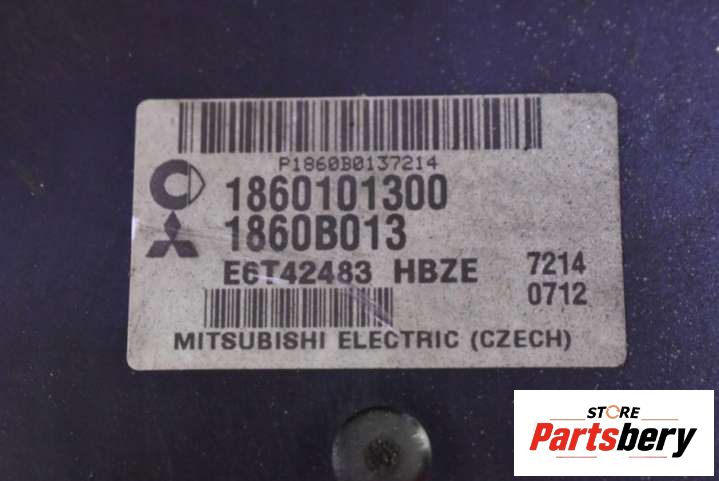 P1860B0137214
1860101300
1860B013
E6T42483 HBZE 7214
0712
MITSUBISHI ELECTRIC (CZECH)
STORE
Partsbery